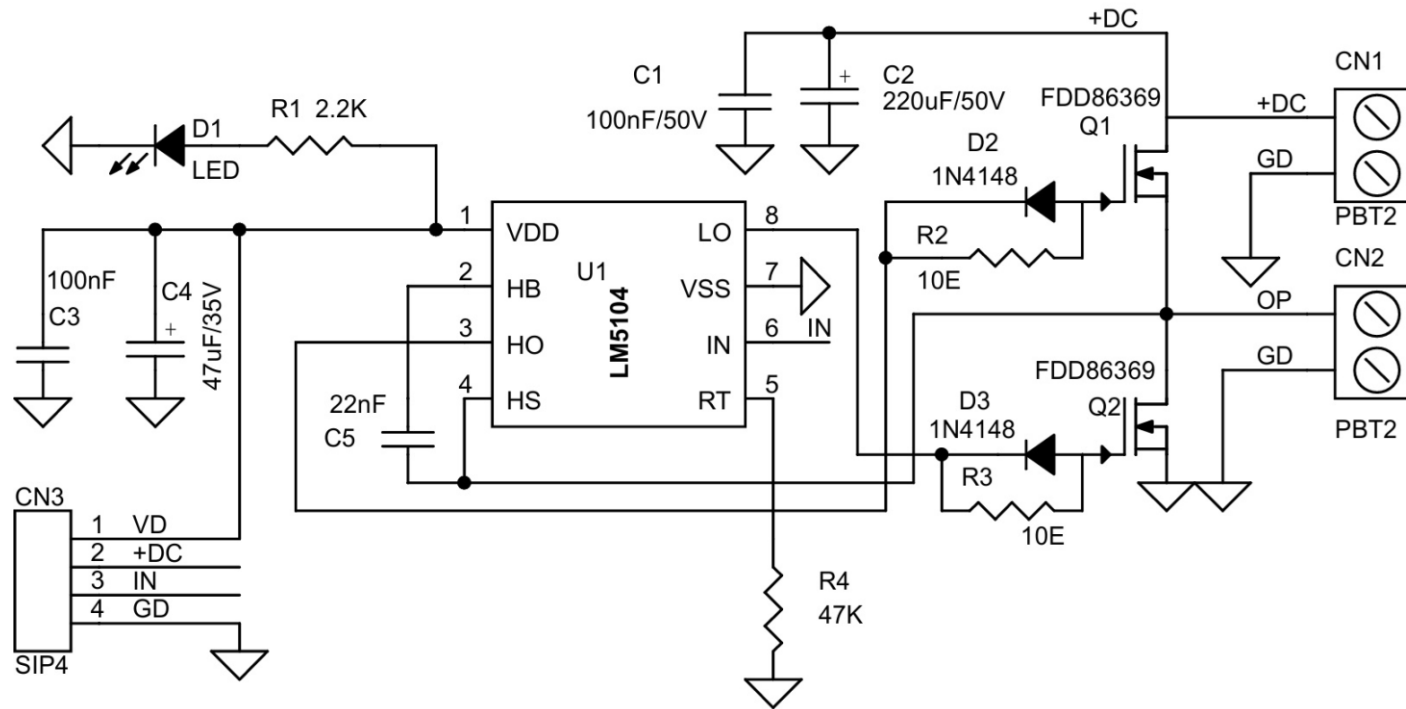 +DC
C1
100nF/50V
+
C2
220uF/50V
FDD86369
Q1
+DC
CN1
GD
PBT2
R1 2.2K
D1
LED
D2
1N4148
R2
10E
1
VDD
2
HB
3
HO
4
HS
U1
LM5104
8
LO
7
VSS
6
IN
5
RT
IN
100nF
C3
C4
+
47uF/35V
22nF
C5
CN2
OP
GD
PBT2
FDD86369
Q2
D3
1N4148
R3
10E
CN3
1 VD
2 +DC
3 IN
4 GD
SIP4
R4
47K